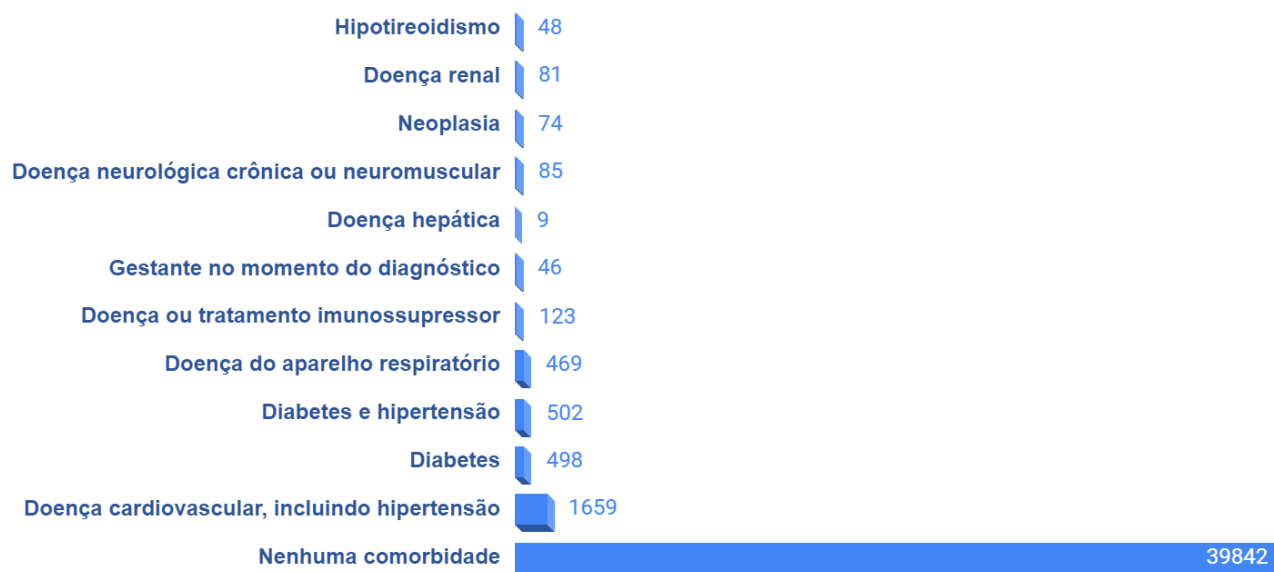 Hipotireoidismo 48
Doença renal 81
Neoplasia 74
Doença neurológica crônica ou neuromuscular 85
Doença hepática 9
Gestante no momento do diagnóstico 46
Doença ou tratamento imunossupressor 123
Doença do aparelho respiratório 469
Diabetes e hipertensão 502
Diabetes 498
Doença cardiovascular, incluindo hipertensão 1659
Nenhuma comorbidade 39842